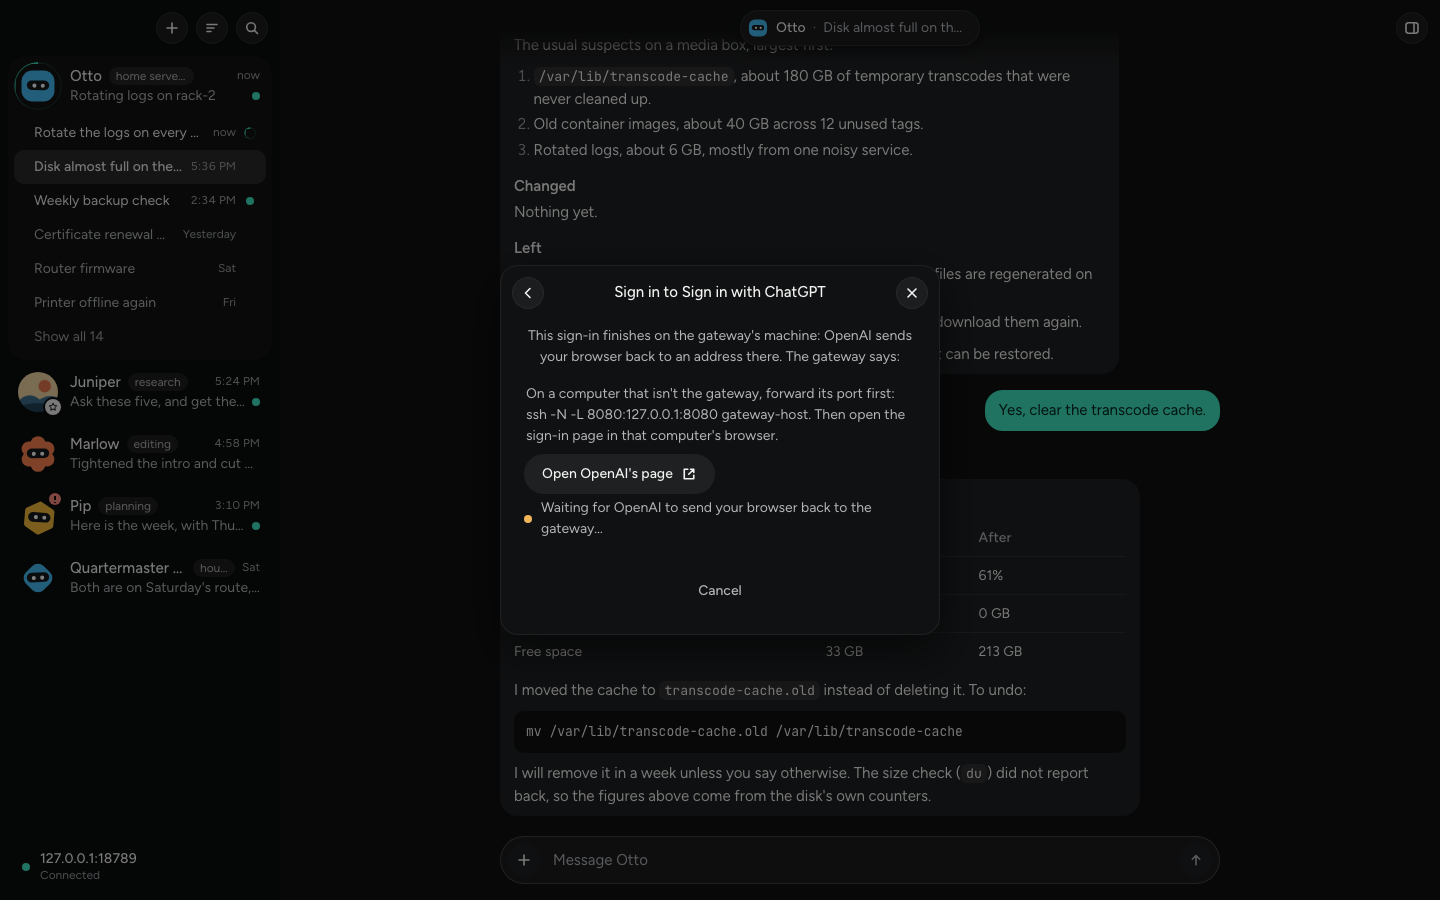 Otto · Disk almost full on th...
Otto home serve... now
Rotating logs on rack-2
Rotate the logs on every ... now
Disk almost full on the... 5:36 PM
Weekly backup check 2:34 PM
Certificate renewal ... Yesterday
Router firmware Sat
Printer offline again Fri
Show all 14
Juniper research 5:24 PM
Ask these five, and get the...
Marlow editing 4:58 PM
Tightened the intro and cut ...
Pip planning 3:10 PM
Here is the week, with Thu...
Quartermaster ... hou... Sat
Both are on Saturday's route,...
127.0.0.1:18789
Connected
The usual suspects on a media box, largest first:
1. /var/lib/transcode-cache, about 180 GB of temporary transcodes that were
never cleaned up.
2. Old container images, about 40 GB across 12 unused tags.
3. Rotated logs, about 6 GB, mostly from one noisy service.
Changed
Nothing yet.
Left
files are regenerated on
download them again.
can be restored.
Yes, clear the transcode cache.
Sign in to Sign in with ChatGPT
This sign-in finishes on the gateway's machine: OpenAI sends
your browser back to an address there. The gateway says:
On a computer that isn't the gateway, forward its port first:
ssh -N -L 8080:127.0.0.1:8080 gateway-host. Then open the
sign-in page in that computer's browser.
Open OpenAI's page
Waiting for OpenAI to send your browser back to the
gateway...
Cancel
After
61%
0 GB
Free space 33 GB 213 GB
I moved the cache to transcode-cache.old instead of deleting it. To undo:
mv /var/lib/transcode-cache.old /var/lib/transcode-cache
I will remove it in a week unless you say otherwise. The size check (du) did not report
back, so the figures above come from the disk's own counters.
Message Otto